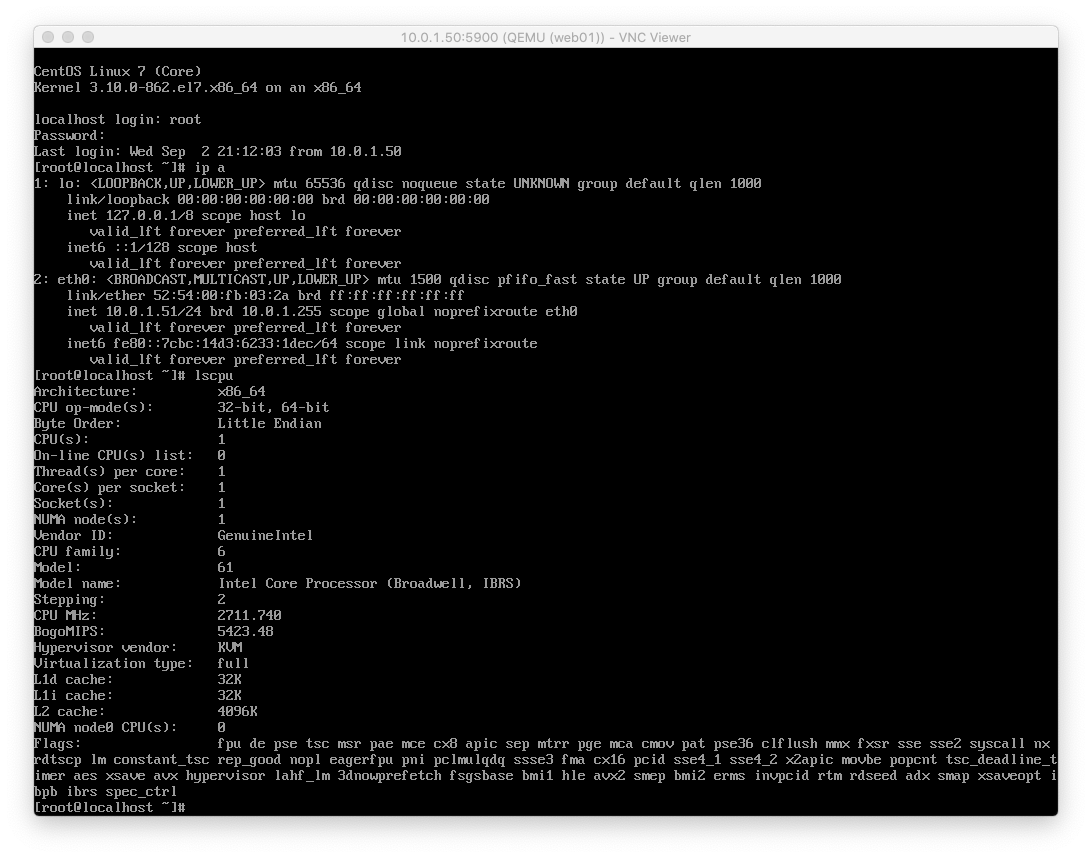 10.0.1.50:5900 (QEMU (web01)) - VNC Viewer
CentOS Linux 7 (Core)
Kernel 3.10.0-862.el7.x86_64 on an x86_64
localhost login: root
Password:
Last login: Wed Sep  2 21:12:03 from 10.0.1.50
[root@localhost ~]# ip a
1: lo: <LOOPBACK,UP,LOWER_UP> mtu 65536 qdisc noqueue state UNKNOWN group default qlen 1000
    link/loopback 00:00:00:00:00:00 brd 00:00:00:00:00:00
    inet 127.0.0.1/8 scope host lo
       valid_lft forever preferred_lft forever
    inet6 ::1/128 scope host
       valid_lft forever preferred_lft forever
2: eth0: <BROADCAST,MULTICAST,UP,LOWER_UP> mtu 1500 qdisc pfifo_fast state UP group default qlen 1000
    link/ether 52:54:00:fb:03:2a brd ff:ff:ff:ff:ff:ff
    inet 10.0.1.51/24 brd 10.0.1.255 scope global noprefixroute eth0
       valid_lft forever preferred_lft forever
    inet6 fe80::7cbc:14d3:6233:1dec/64 scope link noprefixroute
       valid_lft forever preferred_lft forever
[root@localhost ~]# lscpu
Architecture:          x86_64
CPU op-mode(s):        32-bit, 64-bit
Byte Order:            Little Endian
CPU(s):                1
On-line CPU(s) list:   0
Thread(s) per core:    1
Core(s) per socket:    1
Socket(s):             1
NUMA node(s):          1
Vendor ID:             GenuineIntel
CPU family:            6
Model:                 61
Model name:            Intel Core Processor (Broadwell, IBRS)
Stepping:              2
CPU MHz:               2711.740
BogoMIPS:              5423.48
Hypervisor vendor:     KVM
Virtualization type:   full
L1d cache:             32K
L1i cache:             32K
L2 cache:              4096K
NUMA node0 CPU(s):     0
Flags:                 fpu de pse tsc msr pae mce cx8 apic sep mtrr pge mca cmov pat pse36 clflush mmx fxsr sse sse2 syscall nx
rdtscp lm constant_tsc rep_good nopl eagerfpu pni pclmulqdq ssse3 fma cx16 pcid sse4_1 sse4_2 x2apic movbe popcnt tsc_deadline_t
imer aes xsave avx hypervisor lahf_lm 3dnowprefetch fsgsbase bmi1 hle avx2 smep bmi2 erms invpcid rtm rdseed adx smap xsaveopt i
bpb ibrs spec_ctrl
[root@localhost ~]#